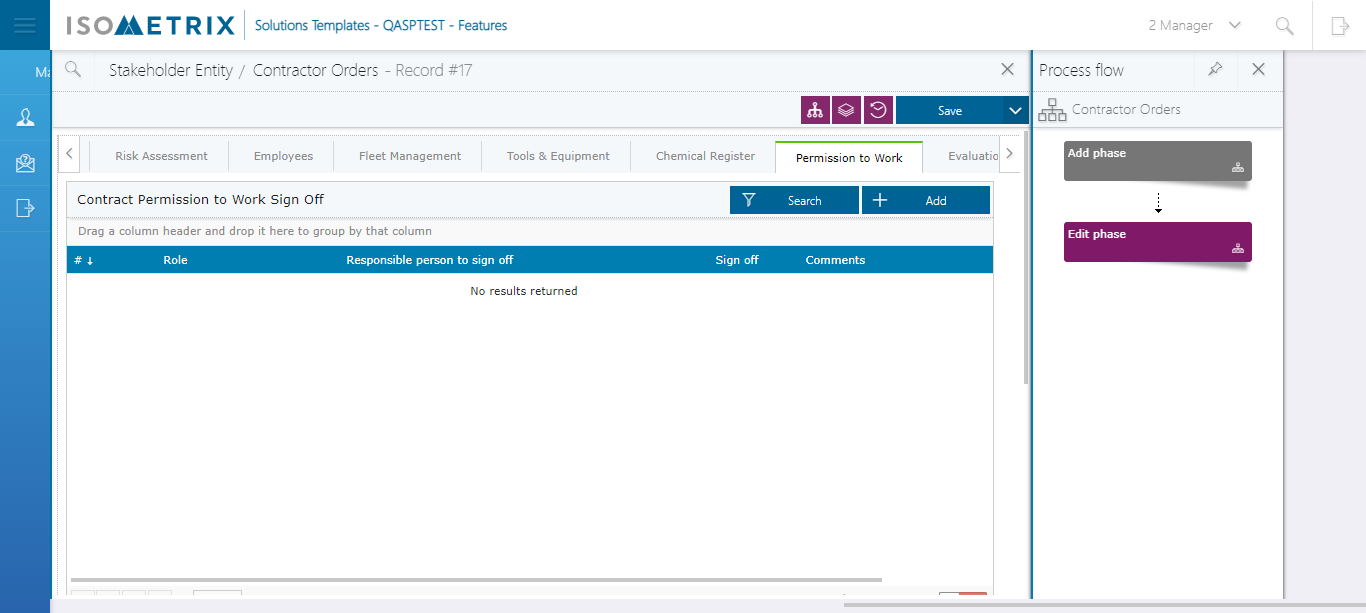 ISOMETRIX
Solutions Templates - QASPTEST - Features
2 Manager
Ma
Stakeholder Entity / Contractor Orders - Record #17
Process flow
Save
Contractor Orders
Risk Assessment
Employees
Fleet Management
Tools & Equipment
Chemical Register
Permission to Work
Evaluatio
Add phase
Edit phase
Contract Permission to Work Sign Off
Search
Add
Drag a column header and drop it here to group by that column
# ↓ Role Responsible person to sign off Sign off Comments
No results returned